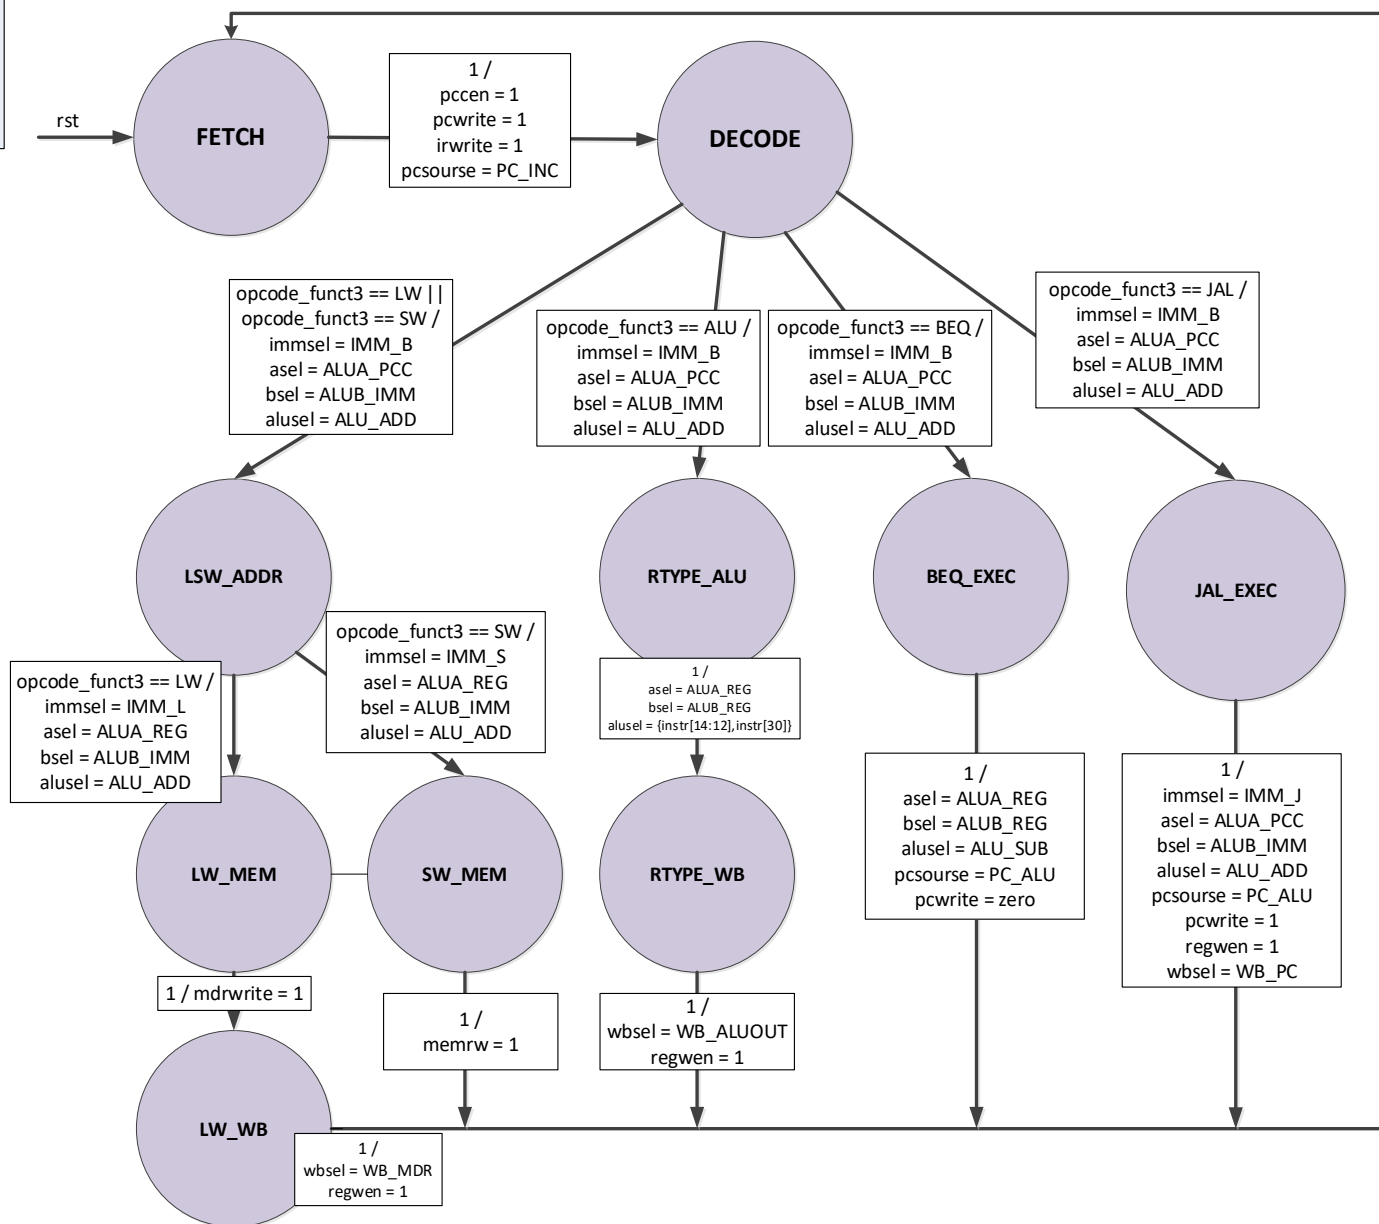 rst
FETCH
1 /
pccen = 1
pcwrite = 1
irwrite = 1
pcsourse = PC_INC
DECODE
opcode_funct3 == LW ||
opcode_funct3 == SW /
immsel = IMM_B
asel = ALUA_PCC
bsel = ALUB_IMM
alusel = ALU_ADD
opcode_funct3 == ALU /
immsel = IMM_B
asel = ALUA_PCC
bsel = ALUB_IMM
alusel = ALU_ADD
opcode_funct3 == BEQ /
immsel = IMM_B
asel = ALUA_PCC
bsel = ALUB_IMM
alusel = ALU_ADD
opcode_funct3 == JAL /
immsel = IMM_B
asel = ALUA_PCC
bsel = ALUB_IMM
alusel = ALU_ADD
LSW_ADDR
RTYPE_ALU
BEQ_EXEC
JAL_EXEC
opcode_funct3 == LW /
immsel = IMM_L
asel = ALUA_REG
bsel = ALUB_IMM
alusel = ALU_ADD
opcode_funct3 == SW /
immsel = IMM_S
asel = ALUA_REG
bsel = ALUB_IMM
alusel = ALU_ADD
1 /
asel = ALUA_REG
bsel = ALUB_REG
alusel = {instr[14:12],instr[30]}
1 /
asel = ALUA_REG
bsel = ALUB_REG
alusel = ALU_SUB
pcsourse = PC_ALU
pcwrite = zero
1 /
immsel = IMM_J
asel = ALUA_PCC
bsel = ALUB_IMM
alusel = ALU_ADD
pcsourse = PC_ALU
pcwrite = 1
regwen = 1
wbsel = WB_PC
LW_MEM
SW_MEM
RTYPE_WB
1 / mdrwrite = 1
1 /
memrw = 1
1 /
wbsel = WB_ALUOUT
regwen = 1
LW_WB
1 /
wbsel = WB_MDR
regwen = 1